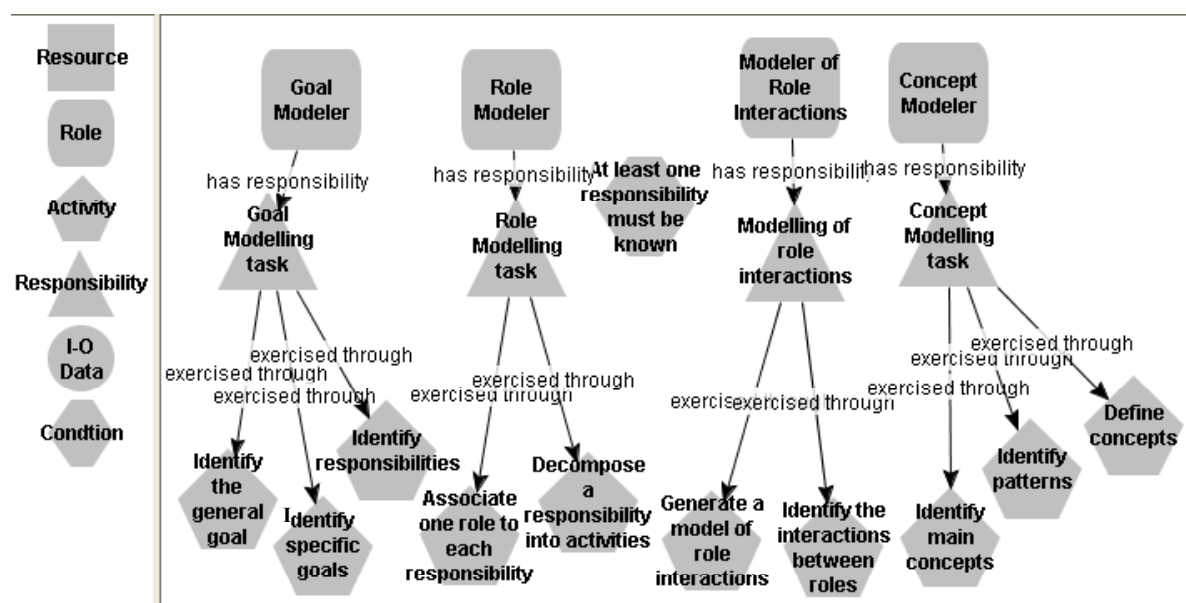 Resource
Role
Activity
Responsibility
I-O
Data
Condtion
Goal
Modeler
Role
Modeler
Modeler of
Role
Interactions
Concept
Modeler
has responsibility
has responsibility
has responsibility
has responsibility
At least one
responsibility
must be
known
Goal
Modelling
task
Role
Modelling
task
Modelling of
role
interactions
Concept
Modelling
task
exercised through
exercised through
exercised through
exercised through
exercised through
exercised through
exercised through
exercised through
exercised through
exercised through
Identify
the
general
goal
Identify
specific
goals
Identify
responsibilities
Associate
one role to
each
responsibility
Decompose
a
responsibility
into activities
Generate a
model of
role
interactions
Identify the
interactions
between
roles
Identify
main
concepts
Identify
patterns
Define
concepts